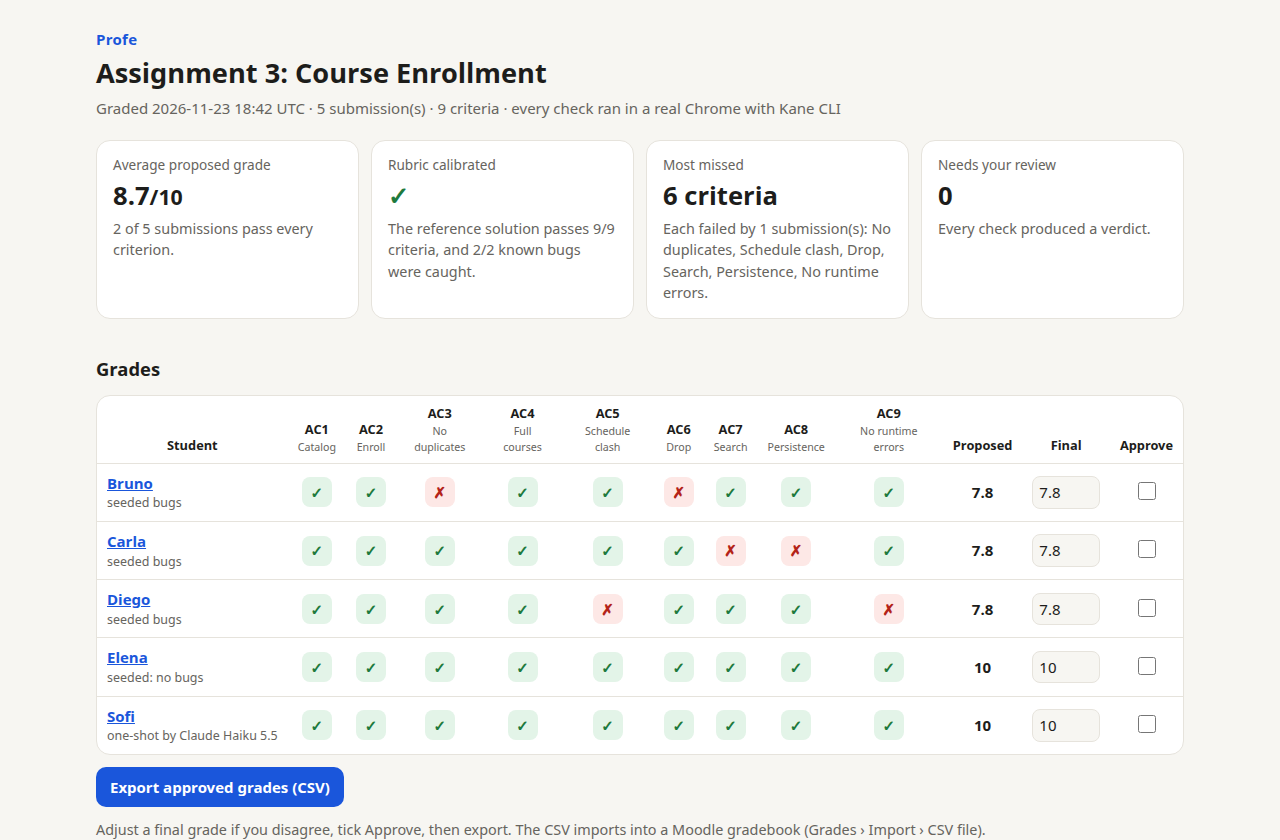 Profe
Assignment 3: Course Enrollment
Graded 2026-11-23 18:42 UTC · 5 submission(s) · 9 criteria · every check ran in a real Chrome with Kane CLI
Average proposed grade
8.7/10
2 of 5 submissions pass every
criterion.
Rubric calibrated
✓
The reference solution passes 9/9
criteria, and 2/2 known bugs
were caught.
Most missed
6 criteria
Each failed by 1 submission(s): No
duplicates, Schedule clash, Drop,
Search, Persistence, No runtime
errors.
Needs your review
0
Every check produced a verdict.
Grades
Student
AC1
Catalog
AC2
Enroll
AC3
No
duplicates
AC4
Full
courses
AC5
Schedule
clash
AC6
Drop
AC7
Search
AC8
Persistence
AC9
No runtime
errors
Proposed
Final
Approve
Bruno
seeded bugs
✓ ✓ ✗ ✓ ✓ ✗ ✓ ✓ ✓ 7.8 7.8
Carla
seeded bugs
✓ ✓ ✓ ✓ ✓ ✓ ✗ ✗ ✓ 7.8 7.8
Diego
seeded bugs
✓ ✓ ✓ ✓ ✗ ✓ ✓ ✓ ✗ 7.8 7.8
Elena
seeded: no bugs
✓ ✓ ✓ ✓ ✓ ✓ ✓ ✓ ✓ 10 10
Sofi
one-shot by Claude Haiku 5.5
✓ ✓ ✓ ✓ ✓ ✓ ✓ ✓ ✓ 10 10
Export approved grades (CSV)
Adjust a final grade if you disagree, tick Approve, then export. The CSV imports into a Moodle gradebook (Grades › Import › CSV file).